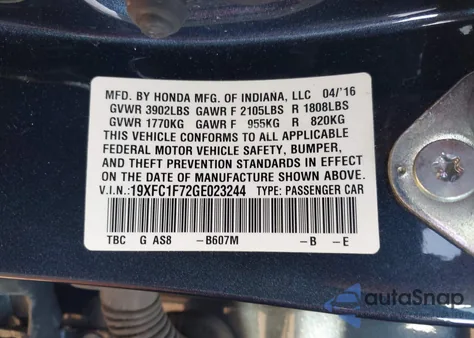 MFD. BY HONDA MFG. OF INDIANA, LLC 04/'16
GVWR 3902LBS GAWR F 2105LBS R 1808LBS
GVWR 1770KG GAWR F 955KG R 820KG
THIS VEHICLE CONFORMS TO ALL APPLICABLE
FEDERAL MOTOR VEHICLE SAFETY, BUMPER,
AND THEFT PREVENTION STANDARDS IN EFFECT
ON THE DATE OF MANUFACTURE SHOWN ABOVE.
V.I.N.:19XFC1F72GE023244 TYPE: PASSENGER CAR
TBC G AS8 -B607M -B -E
autoSnap